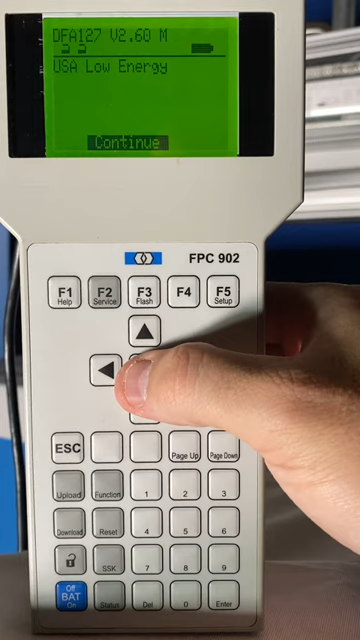 DFA127 V2.60 M
USA Low Energy
Continue
FPC 902
F1 F2 F3 F4 F5
Help Service Flash Setup
ESC Page Up Page Down
Upload Function 1 2 3
Download Reset 4 5 6
SSK 7 8 9
Off
BAT
On Status Del 0 Enter